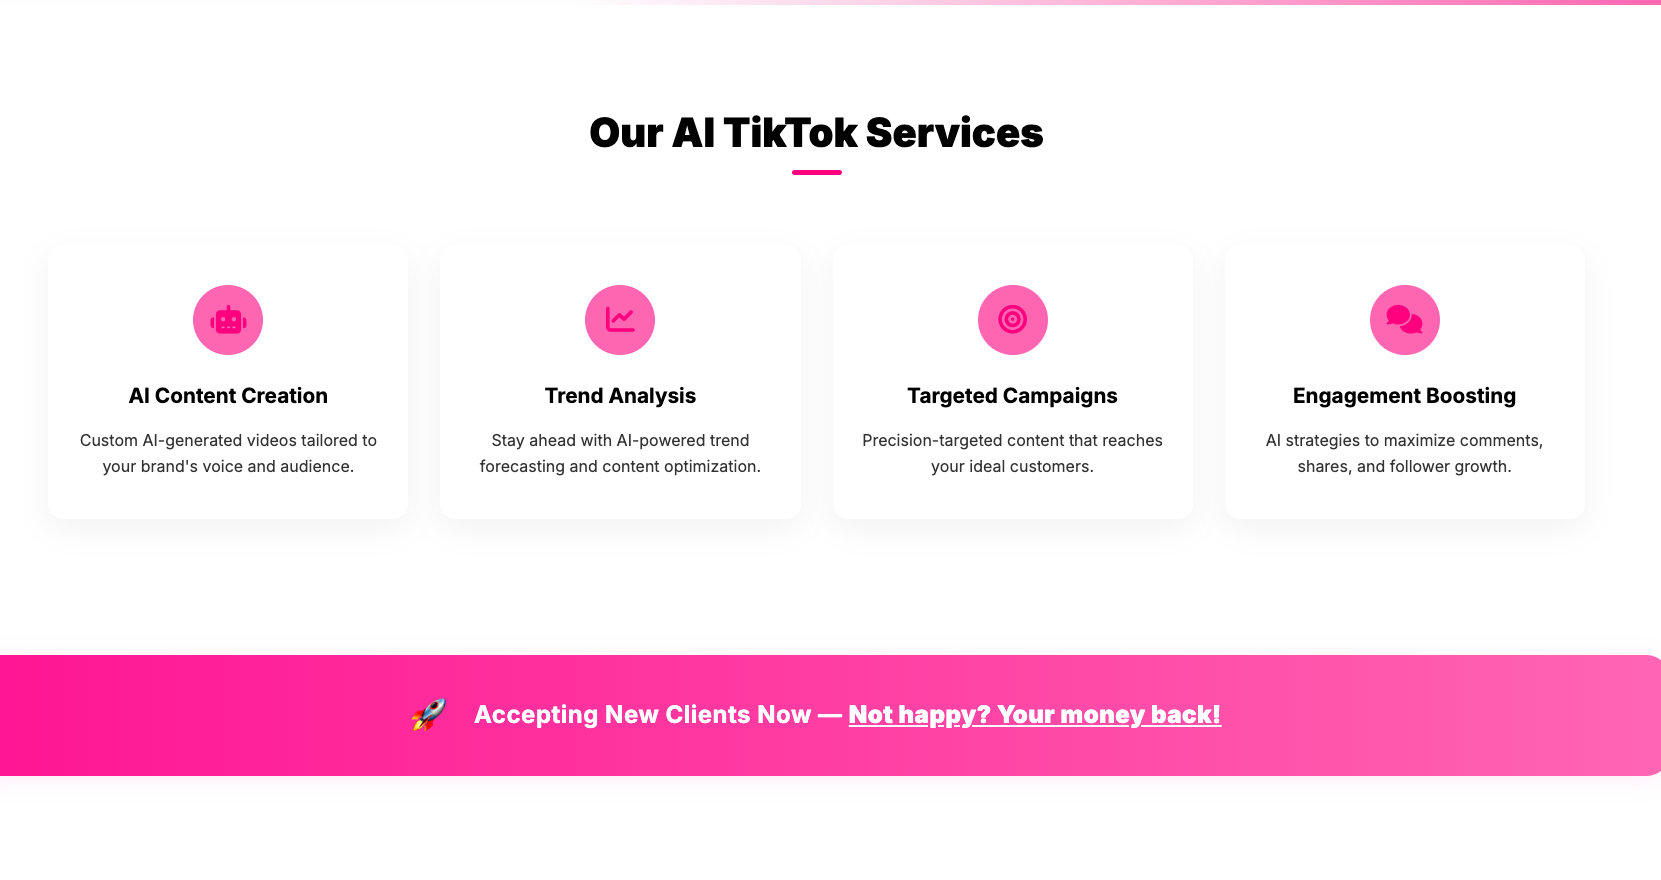 Our AI TikTok Services
AI Content Creation
Custom AI-generated videos tailored to
your brand's voice and audience.
Trend Analysis
Stay ahead with AI-powered trend
forecasting and content optimization.
Targeted Campaigns
Precision-targeted content that reaches
your ideal customers.
Engagement Boosting
AI strategies to maximize comments,
shares, and follower growth.
🚀 Accepting New Clients Now — Not happy? Your money back!